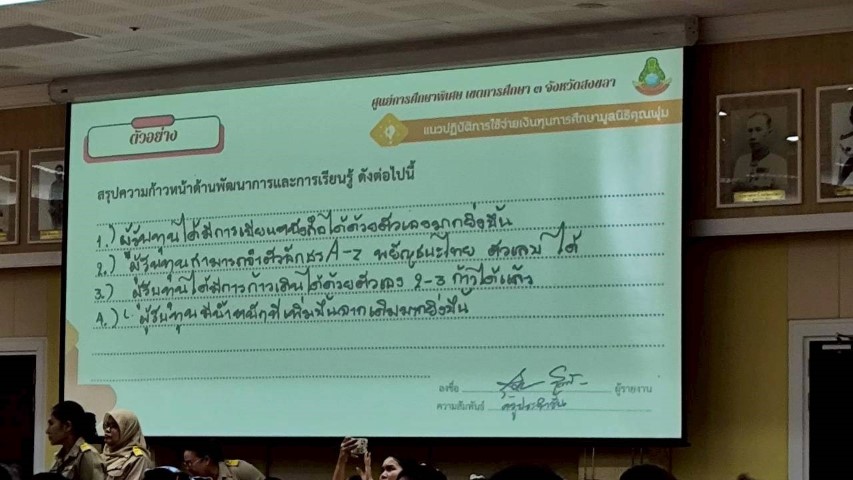 ศูนย์การศึกษาพิเศษ เขตการศึกษา ๓ จังหวัดสงขลา
ตัวอย่าง
แนวปฏิบัติการใช้จ่ายเงินทุนการศึกษามูลนิธิคุณพุ่ม
สรุปความก้าวหน้าด้านพัฒนาการและการเรียนรู้ ดังต่อไปนี้
1.) ผู้รับทุนได้มีการเขียนหนังสือได้ด้วยตัวเองมากยิ่งขึ้น
2.) ผู้รับทุนสามารถจำตัวอักษร A-Z พยัญชนะไทย ตัวเลข ได้
3.) ผู้รับทุนได้มีการก้าวเดินได้ด้วยตัวเอง 2-3 ก้าวได้แล้ว
4.) ผู้รับทุนมีน้ำหนักที่เพิ่มขึ้นจากเดิมมากยิ่งขึ้น
ลงชื่อ ผู้รายงาน
ความสัมพันธ์ ครูประจำชั้น